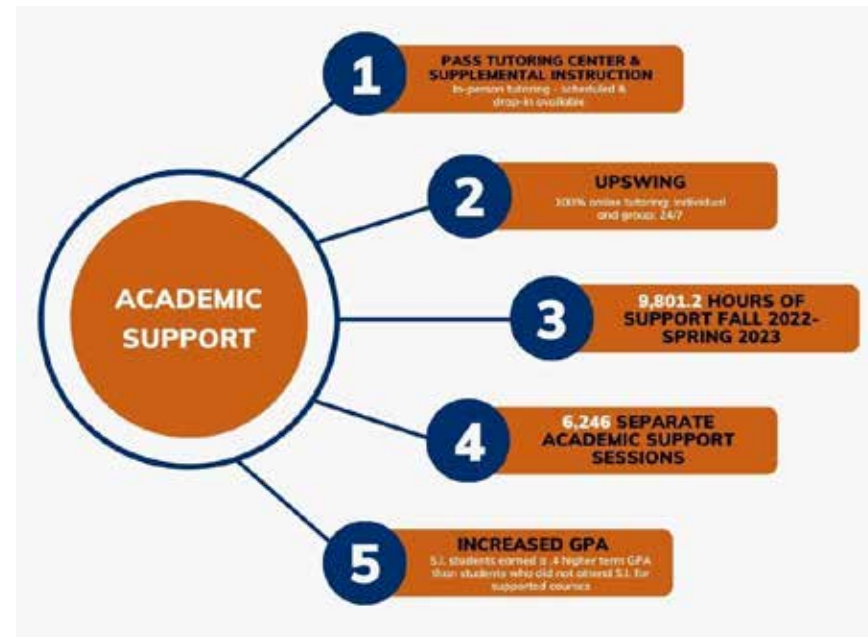 1
PASS TUTORING CENTER &
SUPPLEMENTAL INSTRUCTION
In-person tutoring - scheduled &
drop-in available
2
UPSWING
100% online tutoring; individual
and group; 24/7
ACADEMIC
SUPPORT
3
9,801.2 HOURS OF
SUPPORT FALL 2022-
SPRING 2023
4
6,246 SEPARATE
ACADEMIC SUPPORT
SESSIONS
5
INCREASED GPA
S.I. students earned a .4 higher term GPA
than students who did not attend S.I. for
supported courses